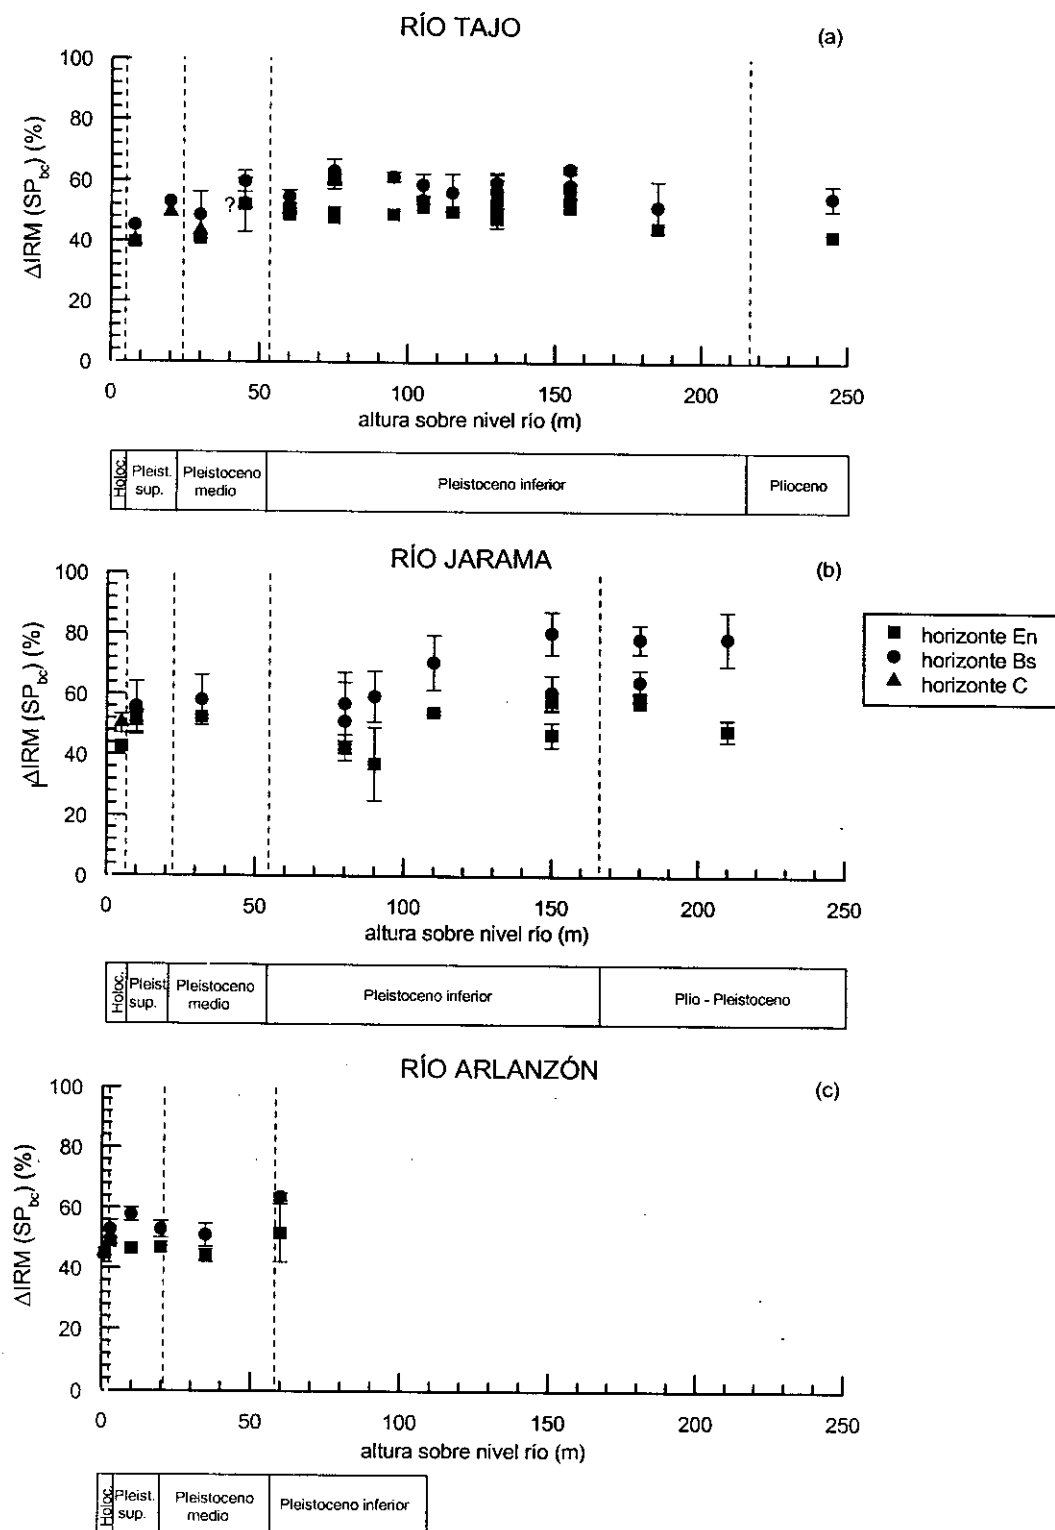 RÍO TAJO
(a)
100
80
60
40
20
0
ΔIRM (SPbc) (%)
?
0 50 100 150 200 250
altura sobre nivel río (m)
Holoc.
Pleist. sup.
Pleistoceno medio
Pleistoceno inferior
Plioceno
RÍO JARAMA
(b)
100
80
60
40
20
0
ΔIRM (SPbc) (%)
0 50 100 150 200 250
altura sobre nivel río (m)
horizonte En
horizonte Bs
horizonte C
Holoc.
Pleist sup.
Pleistoceno medio
Pleistoceno inferior
Plio - Pleistoceno
RÍO ARLANZÓN
(c)
100
80
60
40
20
0
ΔIRM (SPbc) (%)
0 50 100 150 200 250
altura sobre nivel río (m)
Holoc.
Pleist. sup.
Pleistoceno medio
Pleistoceno inferior